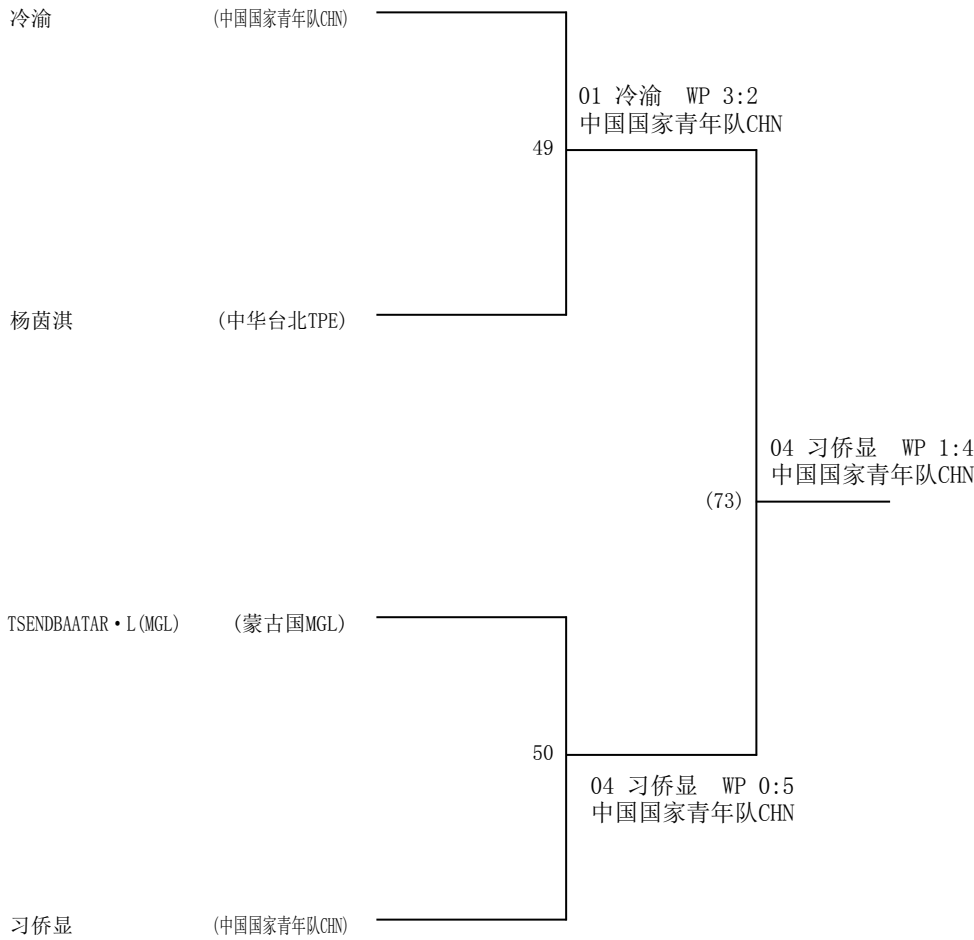 冷渝 (中国国家青年队CHN)
01 冷渝 WP 3:2
中国国家青年队CHN
49
杨茵淇 (中华台北TPE)
04 习侨显 WP 1:4
中国国家青年队CHN
(73)
TSENDBAATAR·L(MGL) (蒙古国MGL)
50
04 习侨显 WP 0:5
中国国家青年队CHN
习侨显 (中国国家青年队CHN)